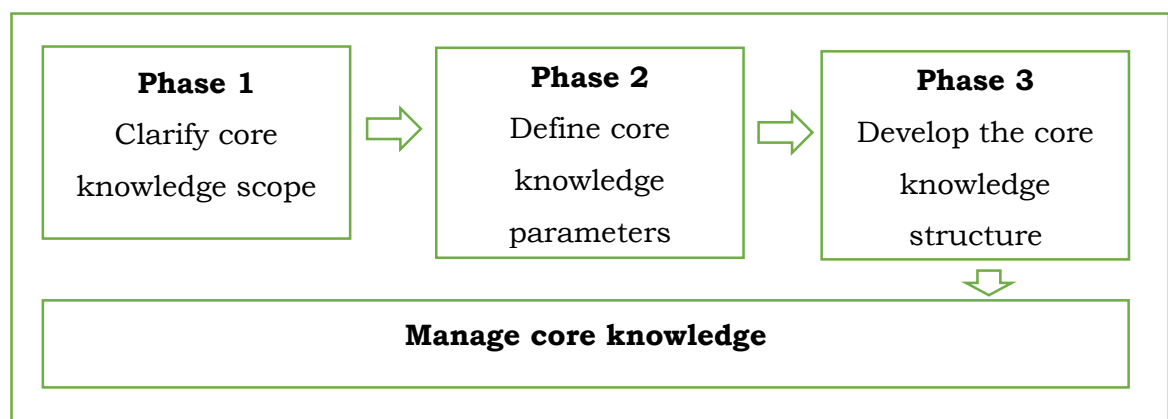 Phase 1
Clarify core
knowledge scope
Phase 2
Define core
knowledge
parameters
Phase 3
Develop the core
knowledge
structure
Manage core knowledge